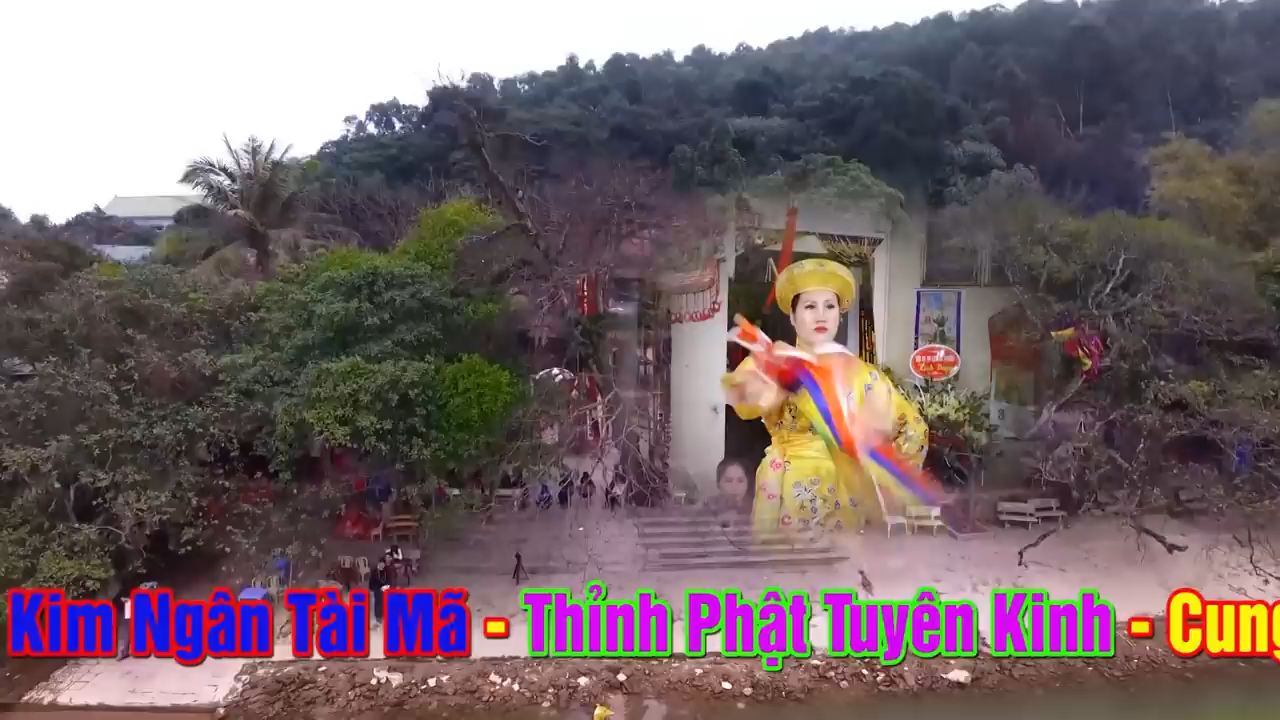 Kim Ngân Tài Mã - Thỉnh Phật Tuyên Kinh - Cung